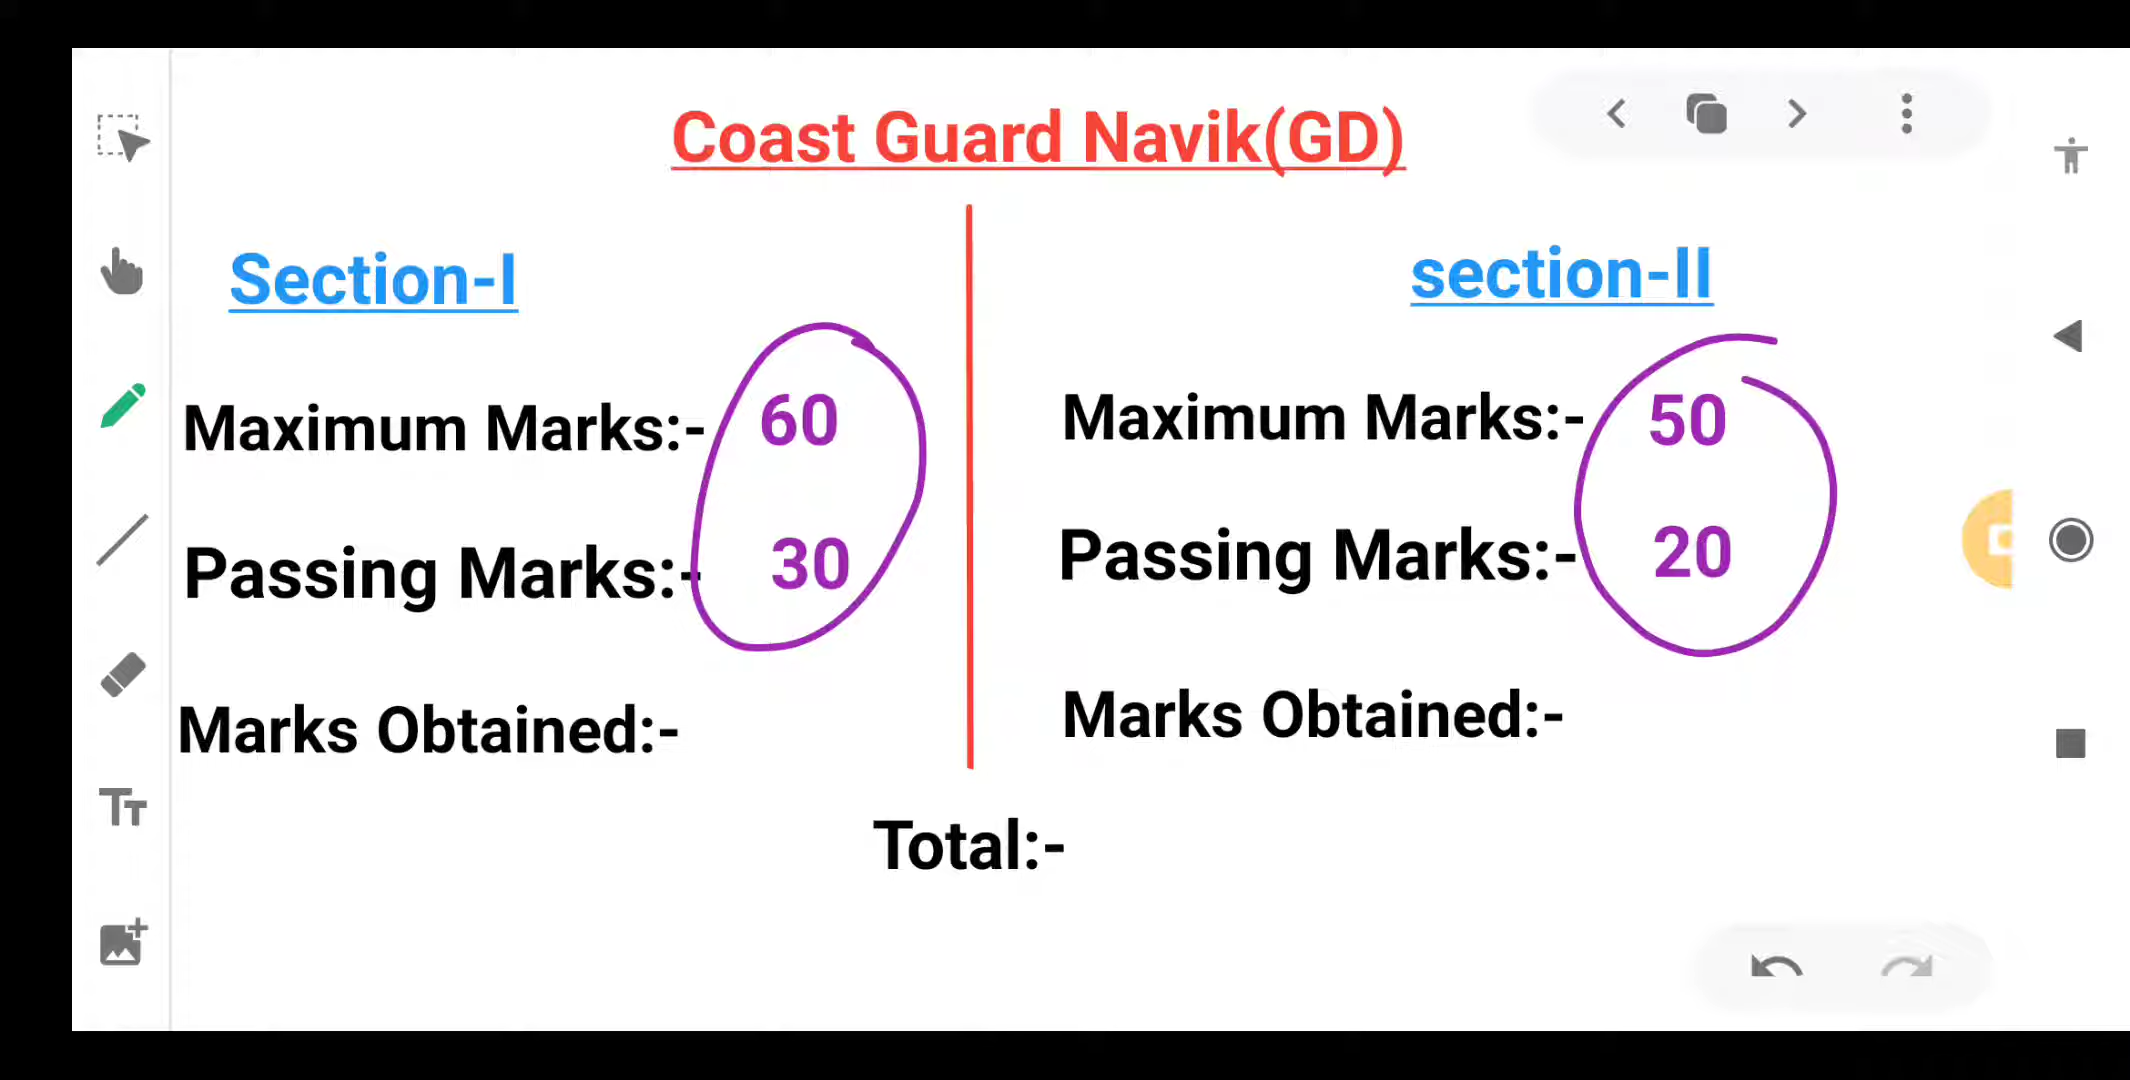 Coast Guard Navik(GD)
Section-I
Maximum Marks:- 60
Passing Marks:- 30
Marks Obtained:-
section-II
Maximum Marks:- 50
Passing Marks:- 20
Marks Obtained:-
Total:-